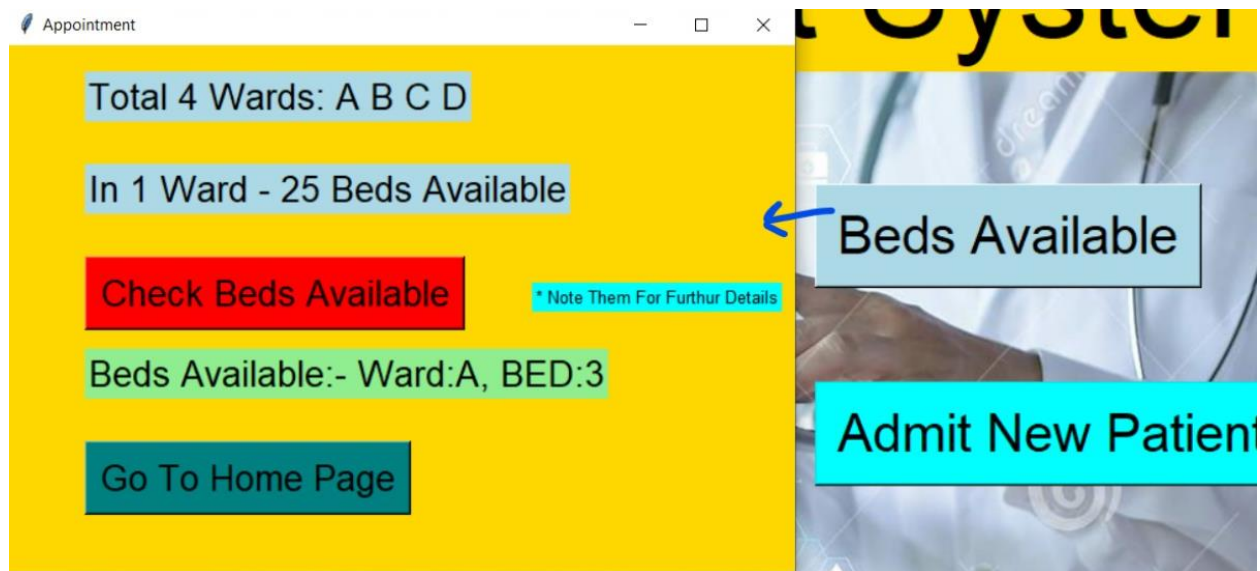 Appointment
Total 4 Wards: A B C D
In 1 Ward - 25 Beds Available
Check Beds Available
* Note Them For Furthur Details
Beds Available:- Ward:A, BED:3
Go To Home Page
Beds Available
Admit New Patient